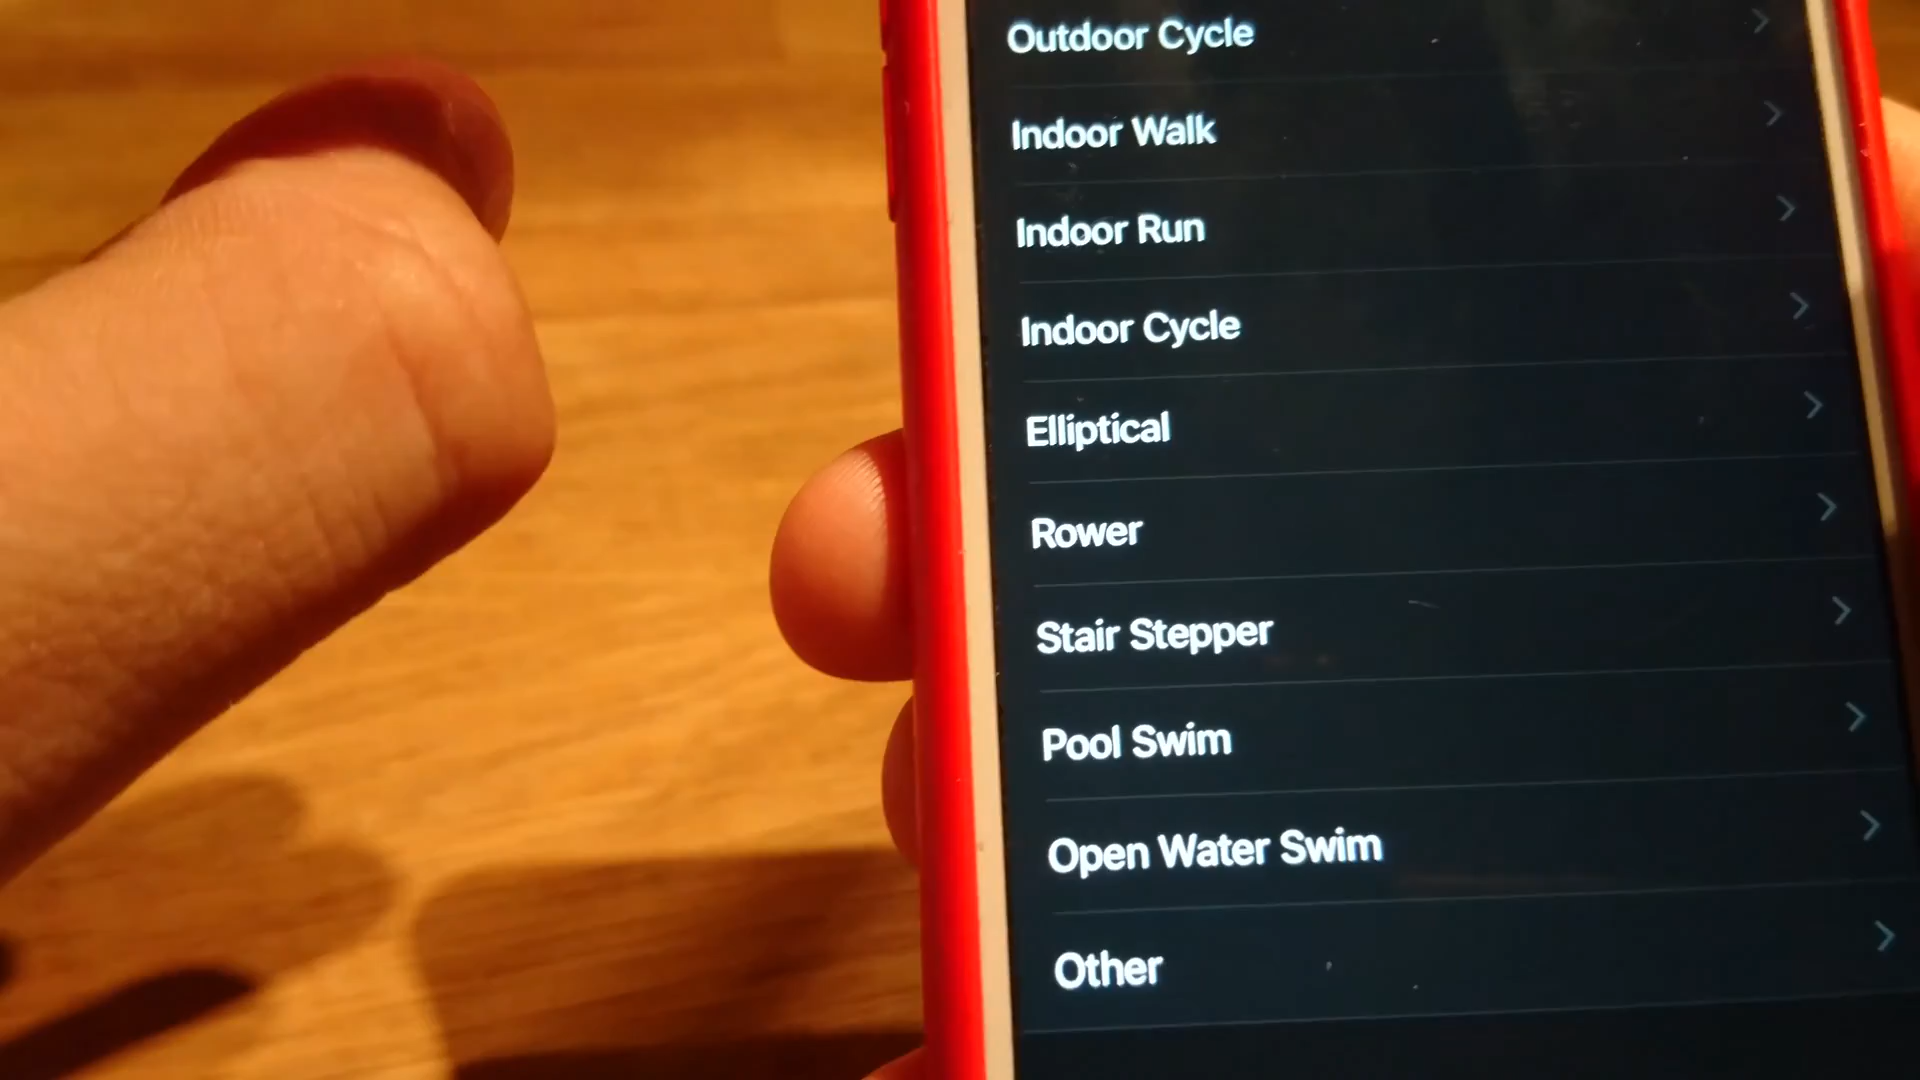 Outdoor Cycle
Indoor Walk
Indoor Run
Indoor Cycle
Elliptical
Rower
Stair Stepper
Pool Swim
Open Water Swim
Other